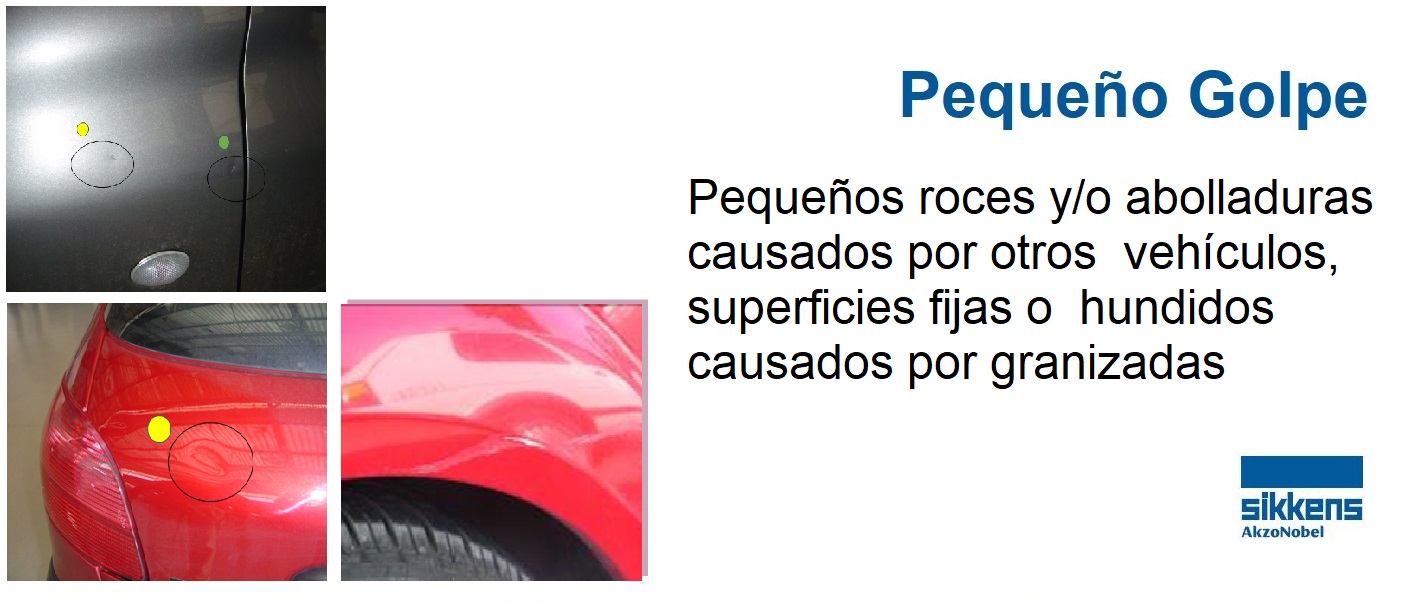 Pequeño Golpe
Pequeños roces y/o abolladuras
causados por otros  vehículos,
superficies fijas o  hundidos
causados por granizadas
sikkens
AkzoNobel